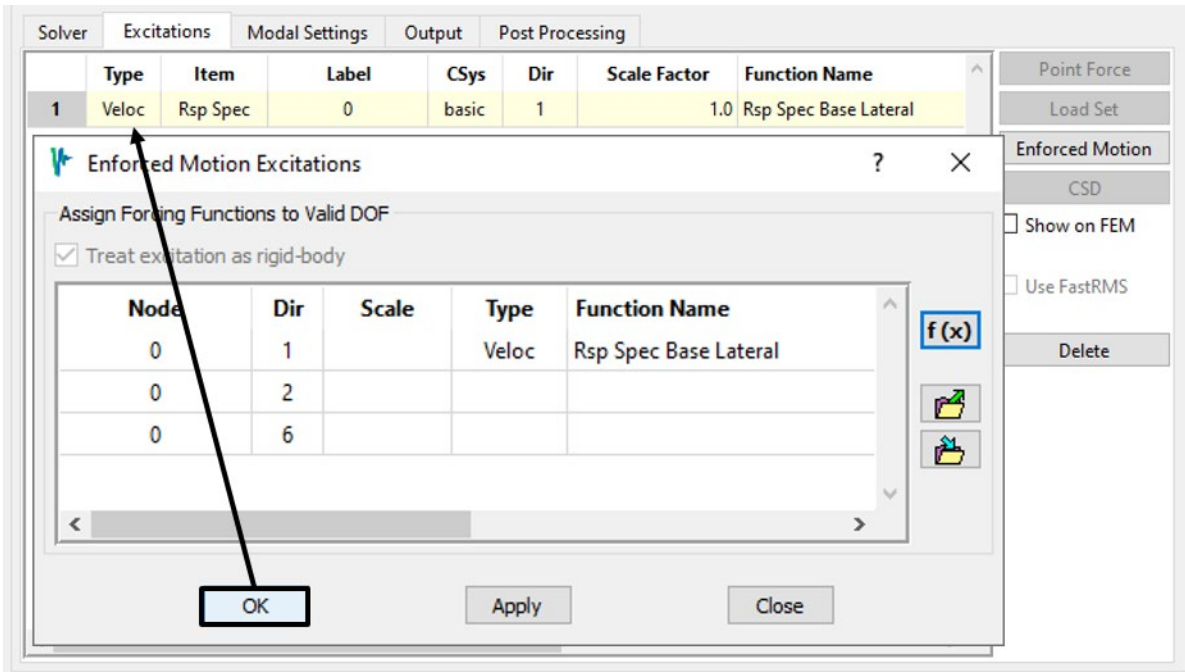 Solver Excitations Modal Settings Output Post Processing
Type Item Label CSys Dir Scale Factor Function Name
1 Veloc Rsp Spec 0 basic 1 1.0 Rsp Spec Base Lateral
Point Force
Load Set
Enforced Motion
CSD
Show on FEM
Use FastRMS
Delete
Enforced Motion Excitations ?
Assign Forcing Functions to Valid DOF
Treat excitation as rigid-body
Node Dir Scale Type Function Name
0 1 Veloc Rsp Spec Base Lateral
0 2
0 6
f (x)
OK Apply Close